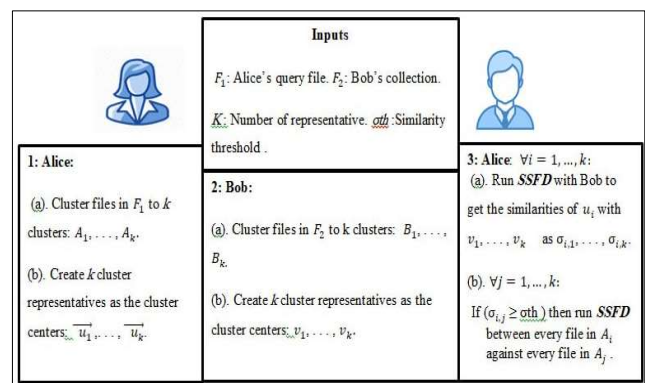 Inputs
F₁: Alice's query file. F₂: Bob's collection.
K: Number of representative. σth :Similarity
threshold .
1: Alice:
(a). Cluster files in F₁ to k
clusters: A₁, . . . , Aₖ.
(b). Create k cluster
representatives as the cluster
centers: u₁⃗ , . . . , uₖ⃗.
2: Bob:
(a). Cluster files in F₂ to k clusters: B₁, . . . ,
Bₖ.
(b). Create k cluster representatives as the
cluster centers: v₁, . . . , vₖ.
3: Alice: ∀i = 1, ..., k:
(a). Run SSFD with Bob to
get the similarities of uᵢ with
v₁, . . . , vₖ as σᵢ,₁, . . . , σᵢ,ₖ.
(b). ∀j = 1, ..., k:
If (σᵢ,ⱼ ≥ σth ) then run SSFD
between every file in Aᵢ
against every file in Aⱼ .